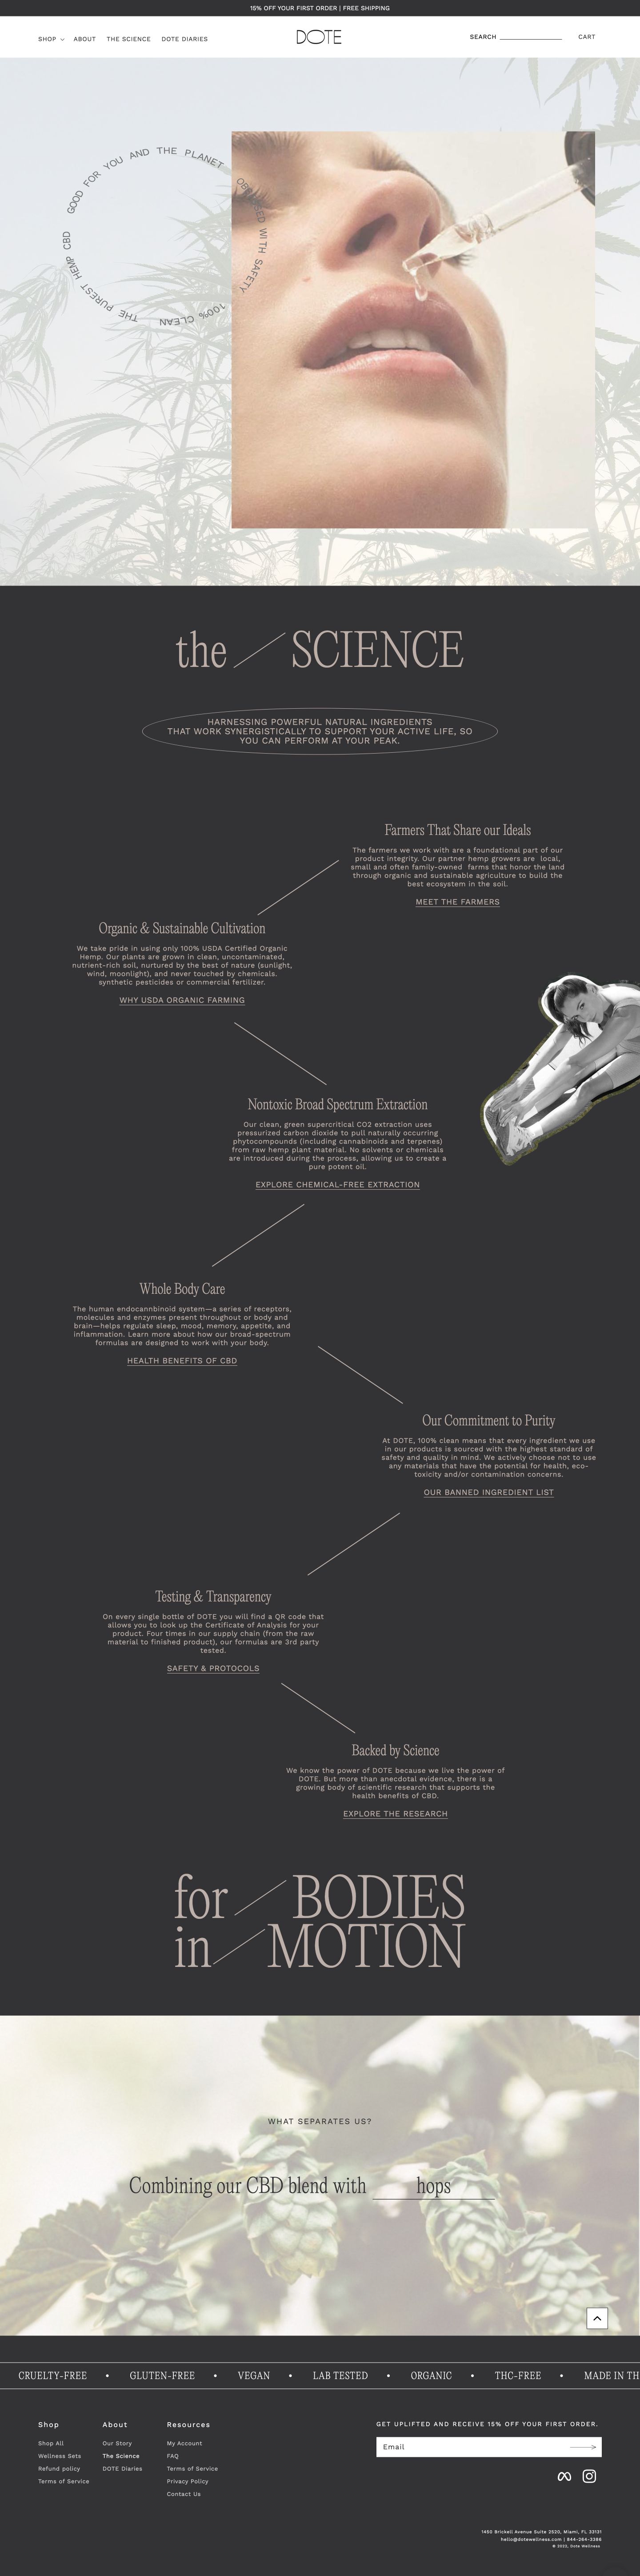 15% OFF YOUR FIRST ORDER | FREE SHIPPING
SHOP ABOUT THE SCIENCE DOTE DIARIES
DOTE
SEARCH CART
GOOD FOR YOU AND THE PLANET
OBSESSED WITH SAFETY
100% CLEAN
THE PUREST HEMP CBD
the SCIENCE
HARNESSING POWERFUL NATURAL INGREDIENTS
THAT WORK SYNERGISTICALLY TO SUPPORT YOUR ACTIVE LIFE, SO
YOU CAN PERFORM AT YOUR PEAK.
Farmers That Share our Ideals
The farmers we work with are a foundational part of our
product integrity. Our partner hemp growers are local,
small and often family-owned farms that honor the land
through organic and sustainable agriculture to build the
best ecosystem in the soil.
MEET THE FARMERS
Organic & Sustainable Cultivation
We take pride in using only 100% USDA Certified Organic
Hemp. Our plants are grown in clean, uncontaminated,
nutrient-rich soil, nurtured by the best of nature (sunlight,
wind, moonlight), and never touched by chemicals.
synthetic pesticides or commercial fertilizer.
WHY USDA ORGANIC FARMING
Nontoxic Broad Spectrum Extraction
Our clean, green supercritical CO2 extraction uses
pressurized carbon dioxide to pull naturally occurring
phytocompounds (including cannabinoids and terpenes)
from raw hemp plant material. No solvents or chemicals
are introduced during the process, allowing us to create a
pure potent oil.
EXPLORE CHEMICAL-FREE EXTRACTION
Whole Body Care
The human endocannbinoid system—a series of receptors,
molecules and enzymes present throughout or body and
brain—helps regulate sleep, mood, memory, appetite, and
inflammation. Learn more about how our broad-spectrum
formulas are designed to work with your body.
HEALTH BENEFITS OF CBD
Our Commitment to Purity
At DOTE, 100% clean means that every ingredient we use
in our products is sourced with the highest standard of
safety and quality in mind. We actively choose not to use
any materials that have the potential for health, eco-
toxicity and/or contamination concerns.
OUR BANNED INGREDIENT LIST
Testing & Transparency
On every single bottle of DOTE you will find a QR code that
allows you to look up the Certificate of Analysis for your
product. Four times in our supply chain (from the raw
material to finished product), our formulas are 3rd party
tested.
SAFETY & PROTOCOLS
Backed by Science
We know the power of DOTE because we live the power of
DOTE. But more than anecdotal evidence, there is a
growing body of scientific research that supports the
health benefits of CBD.
EXPLORE THE RESEARCH
for BODIES
in MOTION
WHAT SEPARATES US?
Combining our CBD blend with hops
CRUELTY-FREE • GLUTEN-FREE • VEGAN • LAB TESTED • ORGANIC • THC-FREE • MADE IN TH
Shop
Shop All
Wellness Sets
Refund policy
Terms of Service
About
Our Story
The Science
DOTE Diaries
Resources
My Account
FAQ
Terms of Service
Privacy Policy
Contact Us
GET UPLIFTED AND RECEIVE 15% OFF YOUR FIRST ORDER.
Email
1450 Brickell Avenue Suite 2520, Miami, FL 33131
hello@dotewellness.com | 844-264-3366
© 2020, Dote Wellness